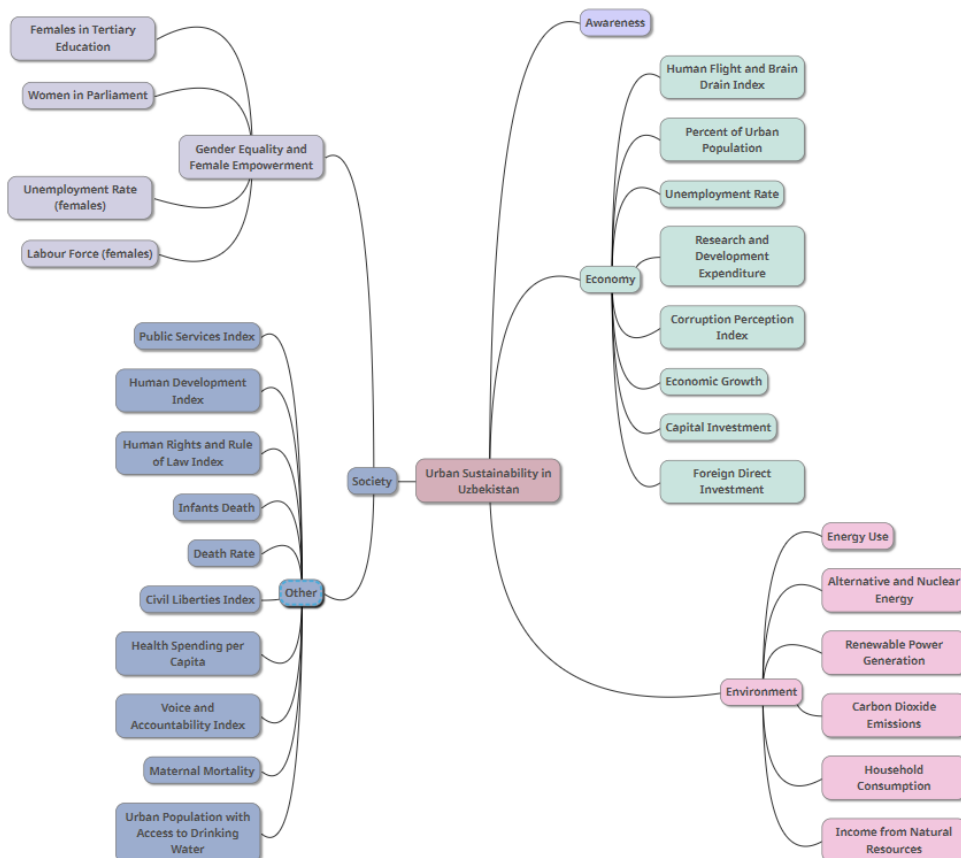 Females in Tertiary
Education
Women in Parliament
Gender Equality and
Female Empowerment
Unemployment Rate
(females)
Labour Force (females)
Public Services Index
Human Development
Index
Human Rights and Rule
of Law Index
Infants Death
Death Rate
Civil Liberties Index
Health Spending per
Capita
Voice and
Accountability Index
Maternal Mortality
Urban Population with
Access to Drinking
Water
Other
Society
Urban Sustainability in
Uzbekistan
Awareness
Economy
Human Flight and Brain
Drain Index
Percent of Urban
Population
Unemployment Rate
Research and
Development
Expenditure
Corruption Perception
Index
Economic Growth
Capital Investment
Foreign Direct
Investment
Environment
Energy Use
Alternative and Nuclear
Energy
Renewable Power
Generation
Carbon Dioxide
Emissions
Household
Consumption
Income from Natural
Resources